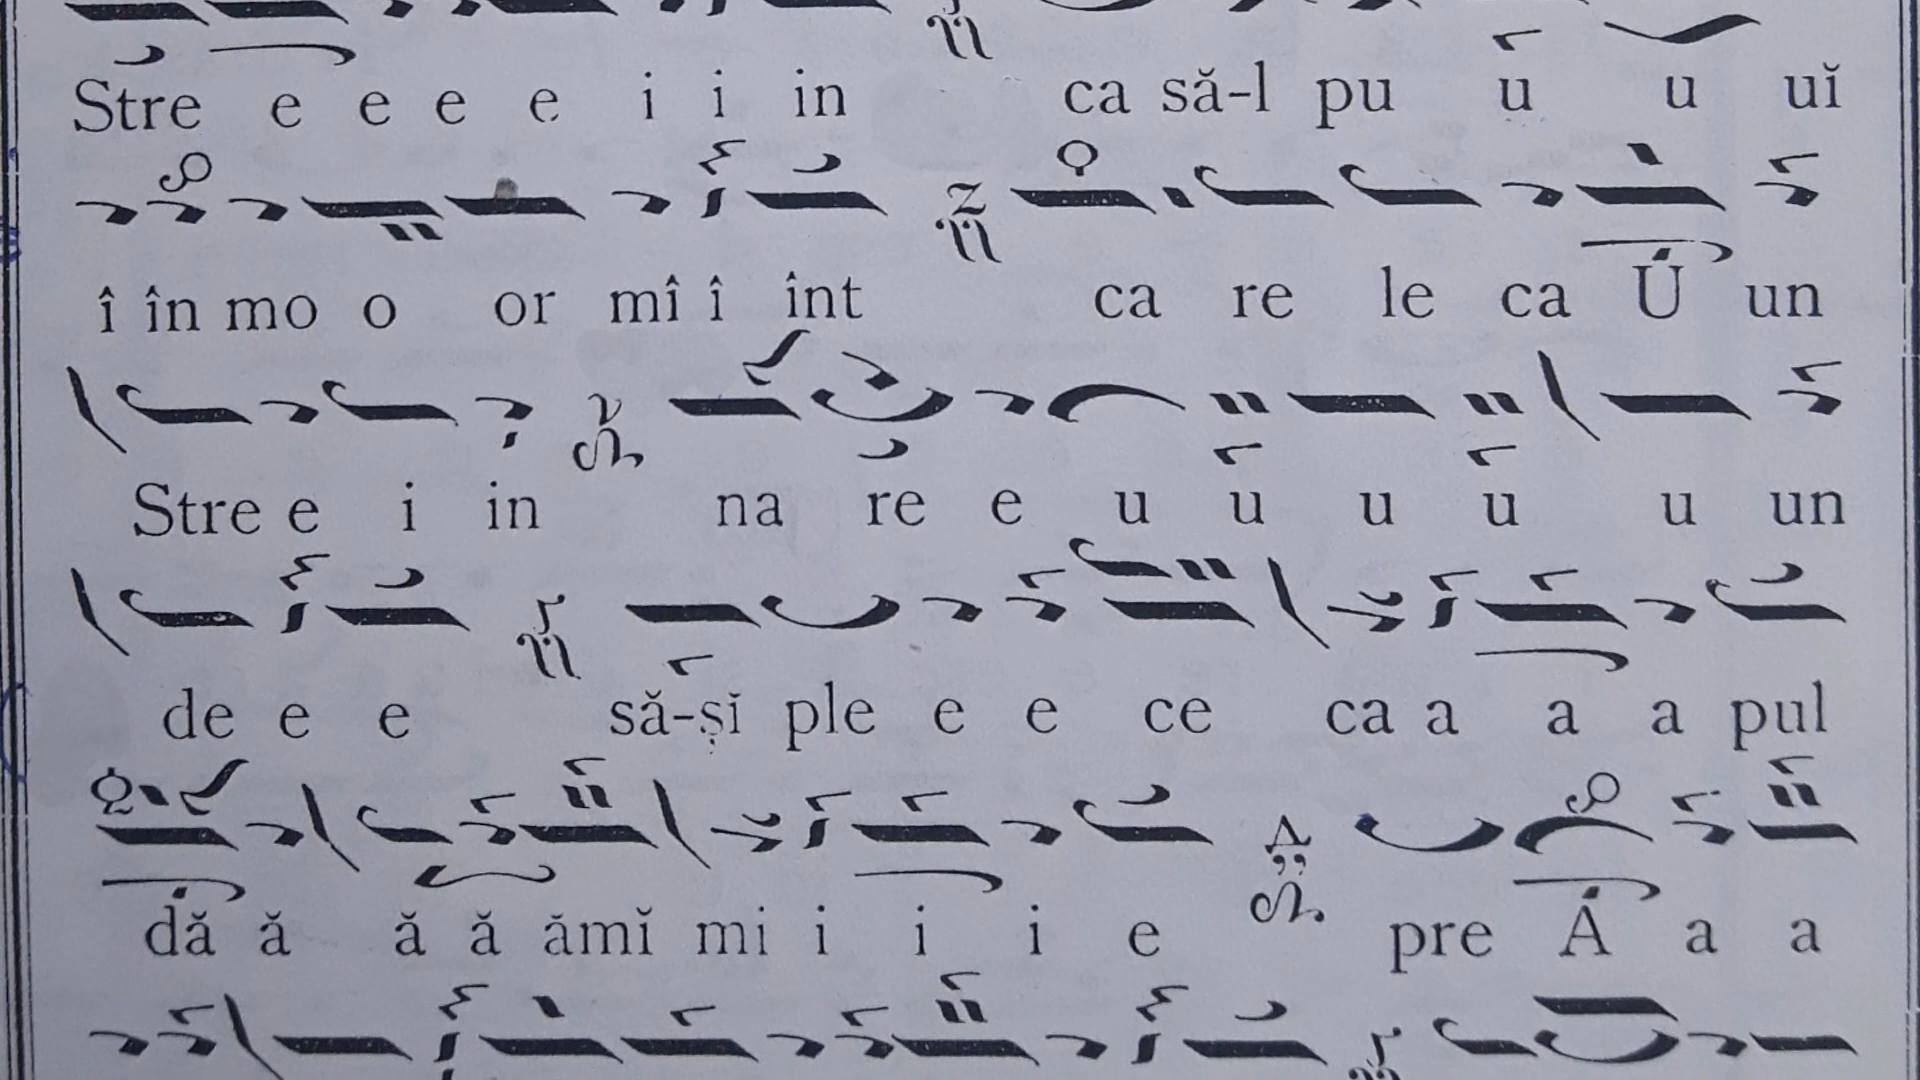 Stre e e e e i i in ca să-l pu u u uĭ
î în mo o or mî î înt ca re le ca Ú un
Stre e i in na re e u u u u u un
de e e să-șĭ ple e e ce ca a a a pul
dă ă ă ă ămĭ mi i i i e pre Á a a